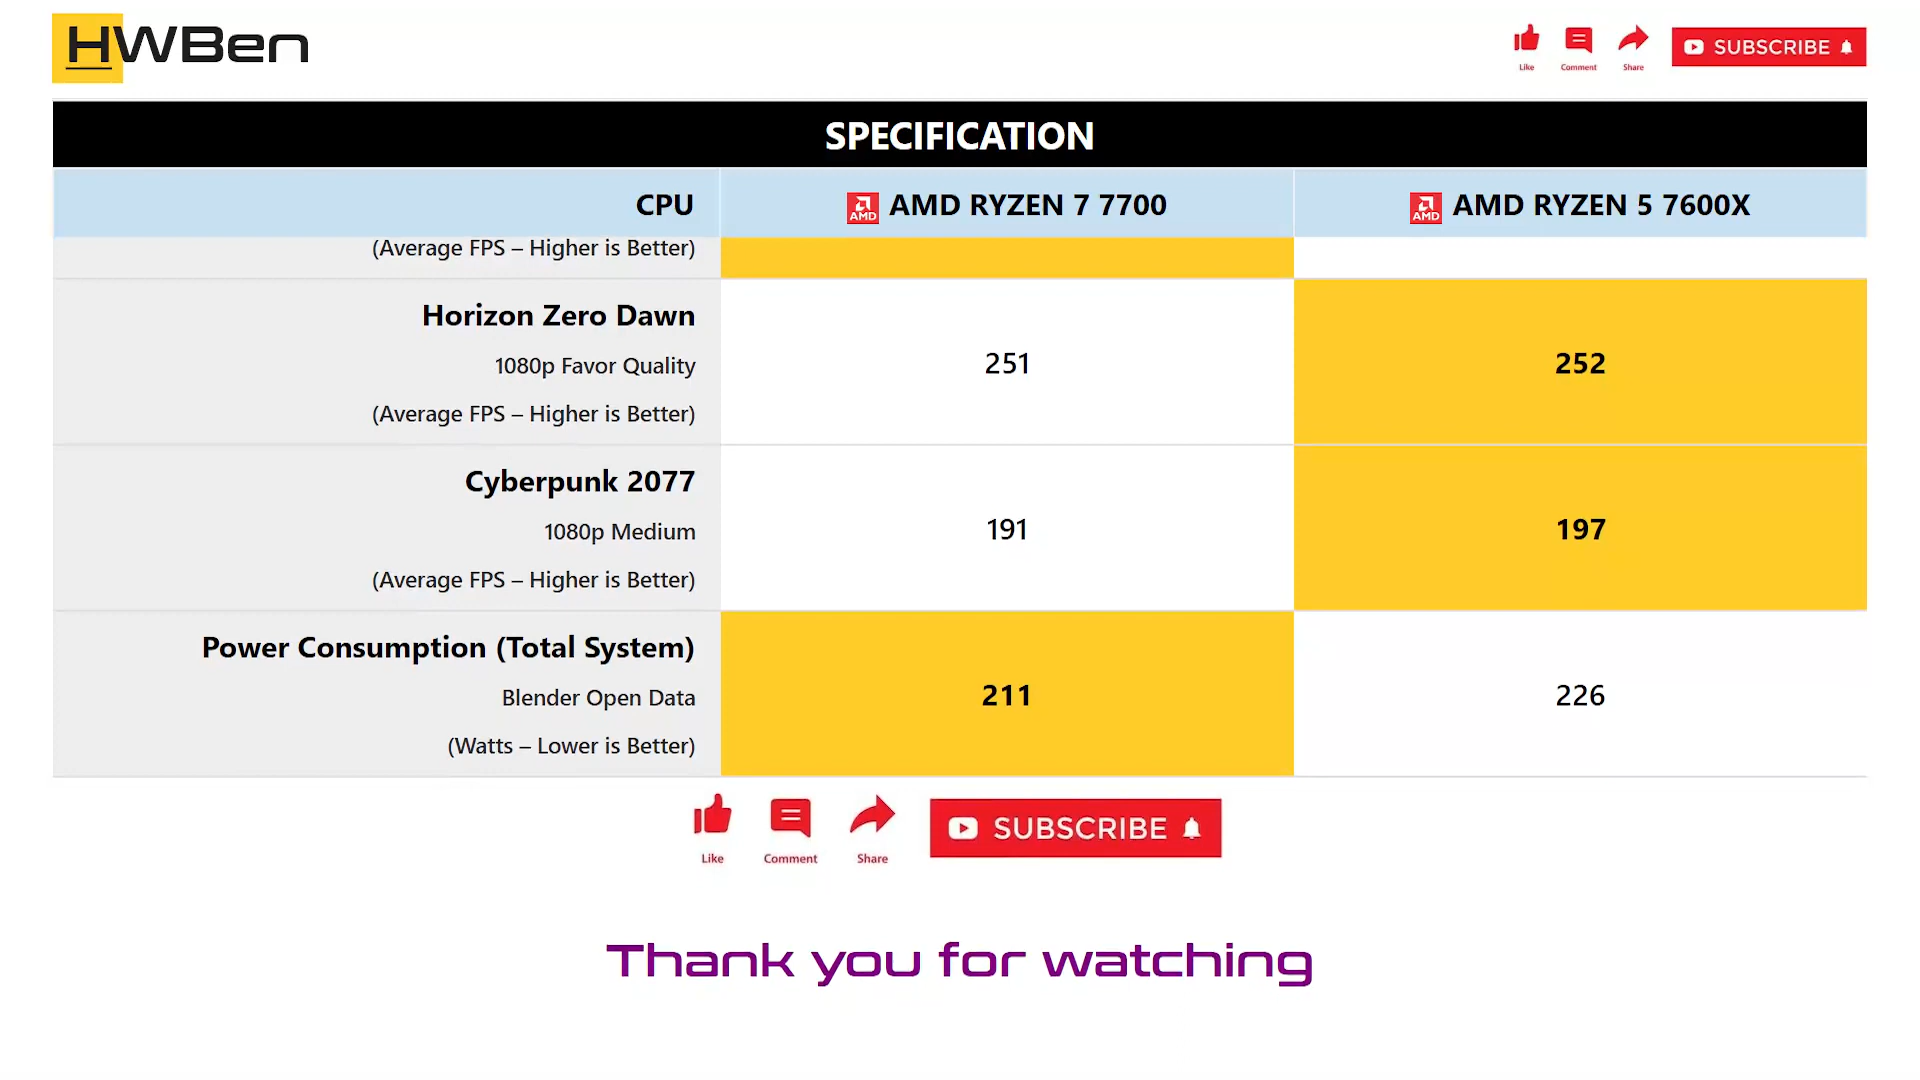 HWBen
Like
Comment
Share
SUBSCRIBE
SPECIFICATION
CPU
AMD
AMD RYZEN 7 7700
AMD
AMD RYZEN 5 7600X
(Average FPS – Higher is Better)
Horizon Zero Dawn
1080p Favor Quality
(Average FPS – Higher is Better)
251
252
Cyberpunk 2077
1080p Medium
(Average FPS – Higher is Better)
191
197
Power Consumption (Total System)
Blender Open Data
(Watts – Lower is Better)
211
226
Like
Comment
Share
SUBSCRIBE
Thank you for watching